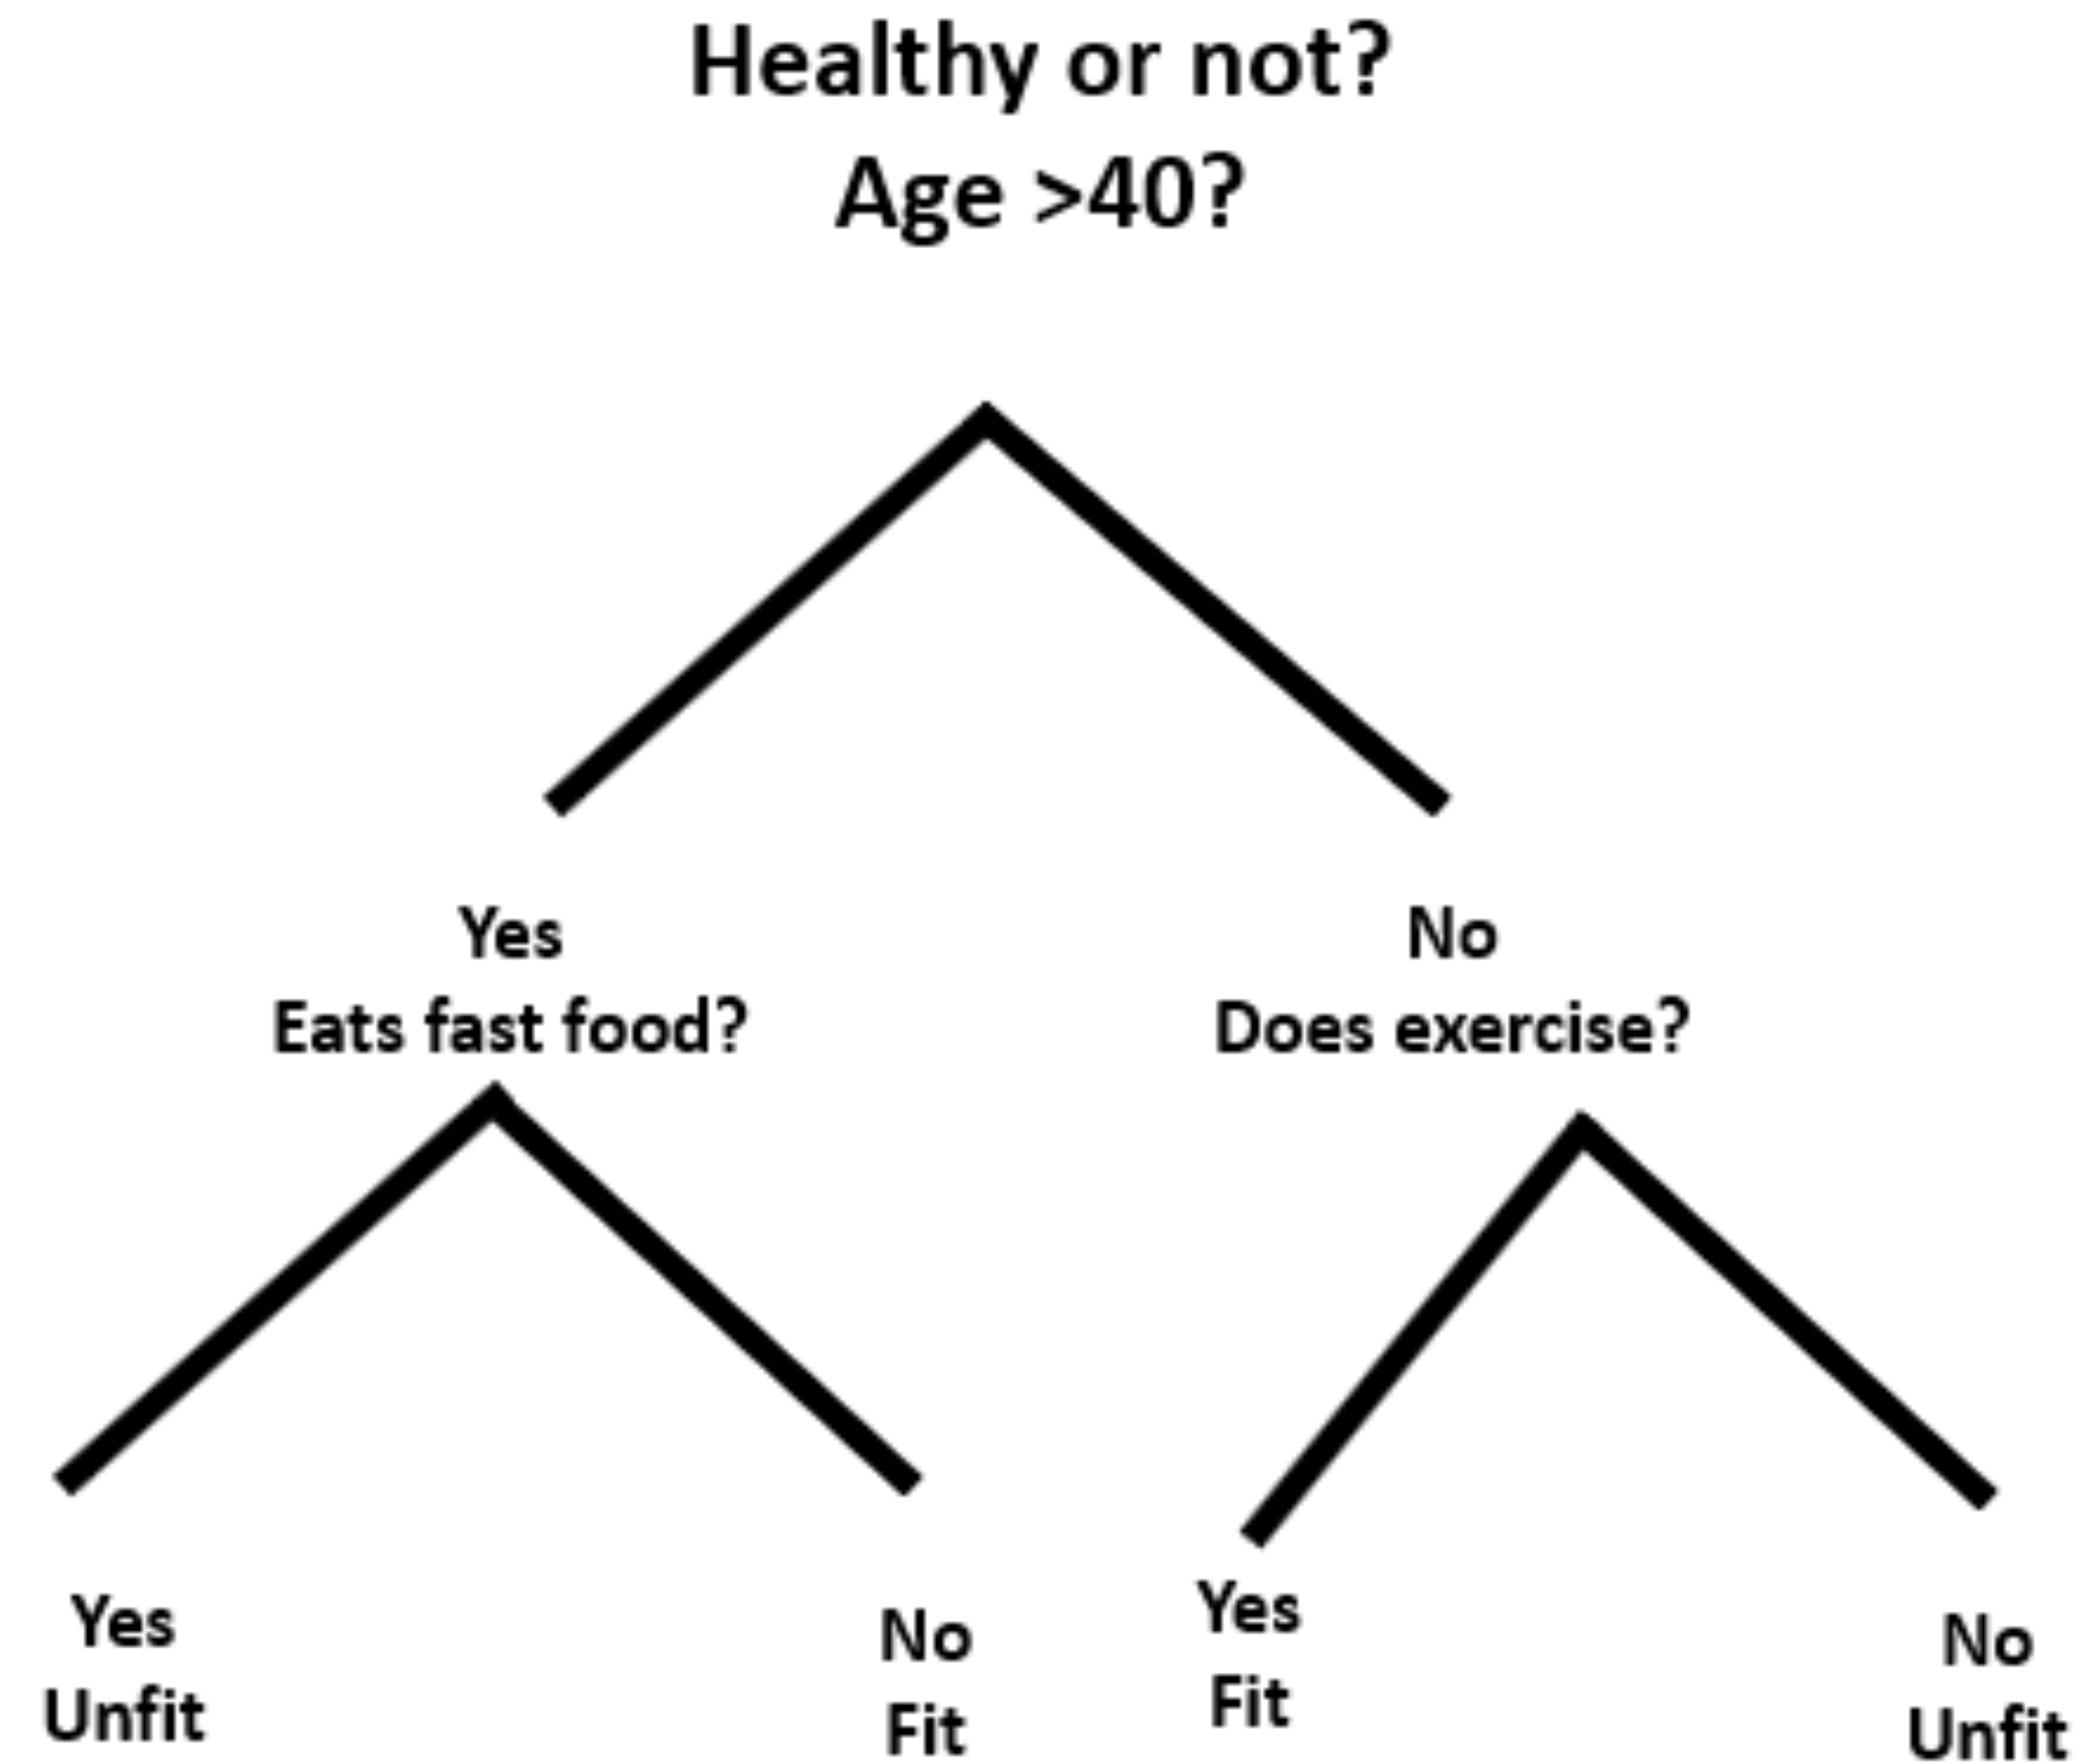 Healthy or not?
Age >40?
Yes
Eats fast food?
No
Does exercise?
Yes
Unfit
No
Fit
Yes
Fit
No
Unfit